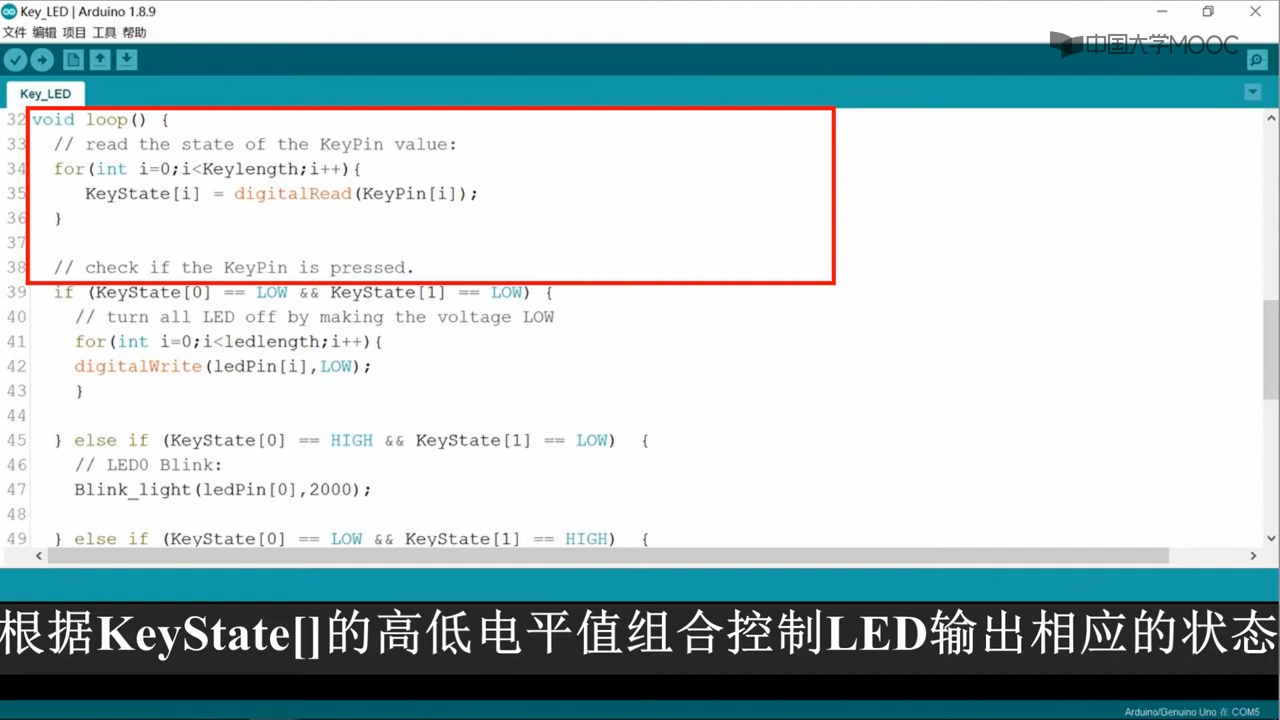 Key_LED | Arduino 1.8.9
文件 编辑 项目 工具 帮助
中国大学MOOC
Key_LED
32 void loop() {
33 // read the state of the KeyPin value:
34 for(int i=0;i<Keylength;i++){
35 KeyState[i] = digitalRead(KeyPin[i]);
36 }
37
38 // check if the KeyPin is pressed.
39 if (KeyState[0] == LOW && KeyState[1] == LOW) {
40 // turn all LED off by making the voltage LOW
41 for(int i=0;i<ledlength;i++){
42 digitalWrite(ledPin[i],LOW);
43 }
44
45 } else if (KeyState[0] == HIGH && KeyState[1] == LOW) {
46 // LED0 Blink:
47 Blink_light(ledPin[0],2000);
48
49 } else if (KeyState[0] == LOW && KeyState[1] == HIGH) {
根据KeyState[]的高低电平值组合控制LED输出相应的状态
Arduino/Genuino Uno 在 COM5